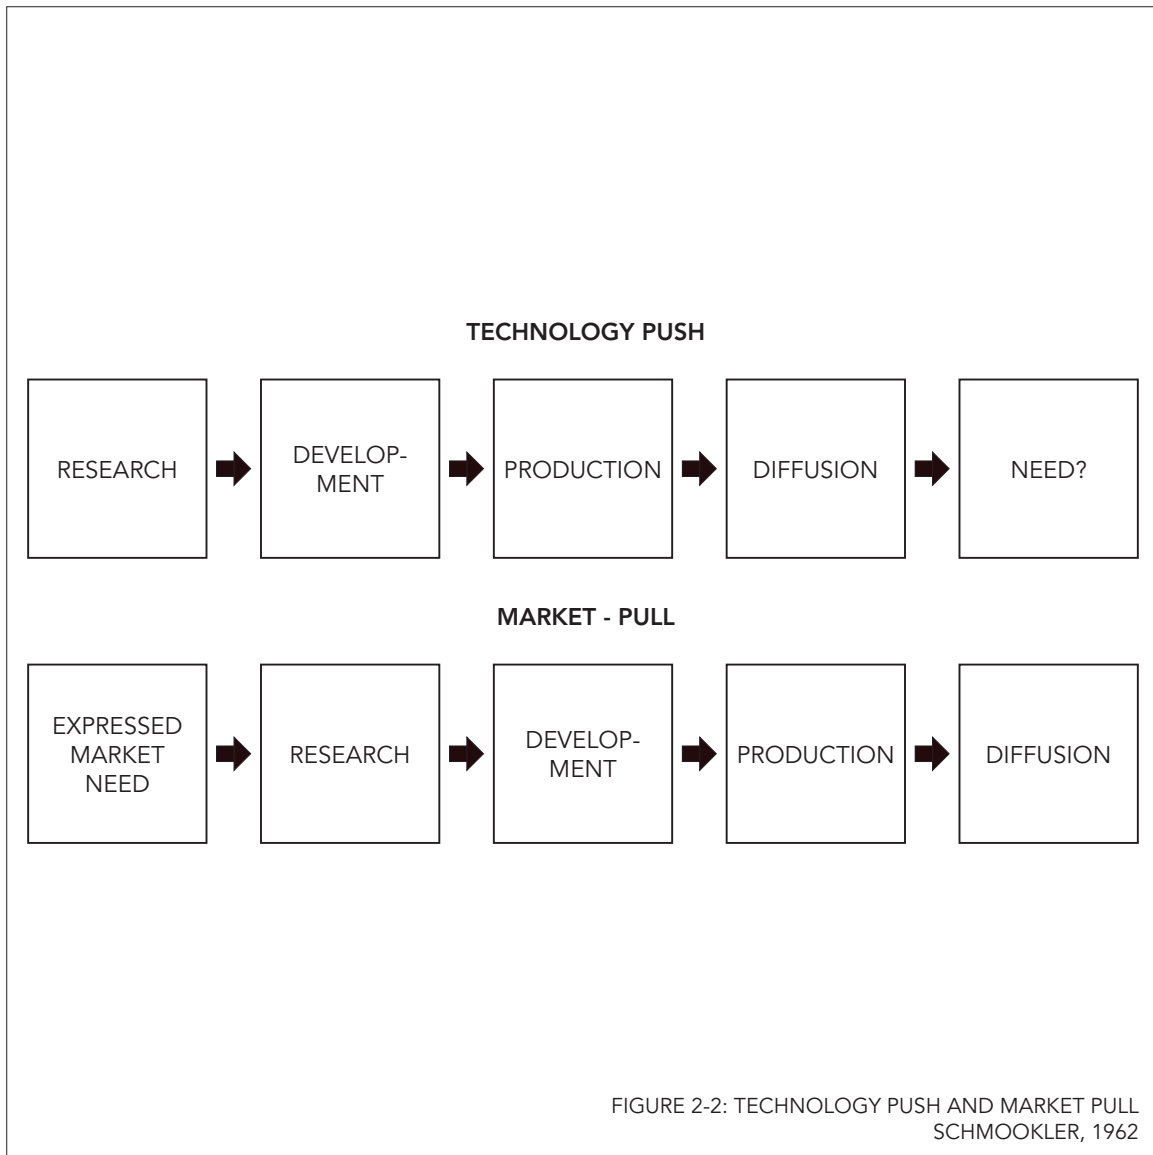 TECHNOLOGY PUSH
RESEARCH
DEVELOP-
MENT
PRODUCTION
DIFFUSION
NEED?
MARKET - PULL
EXPRESSED
MARKET
NEED
RESEARCH
DEVELOP-
MENT
PRODUCTION
DIFFUSION
FIGURE 2-2: TECHNOLOGY PUSH AND MARKET PULL
SCHMOOKLER, 1962